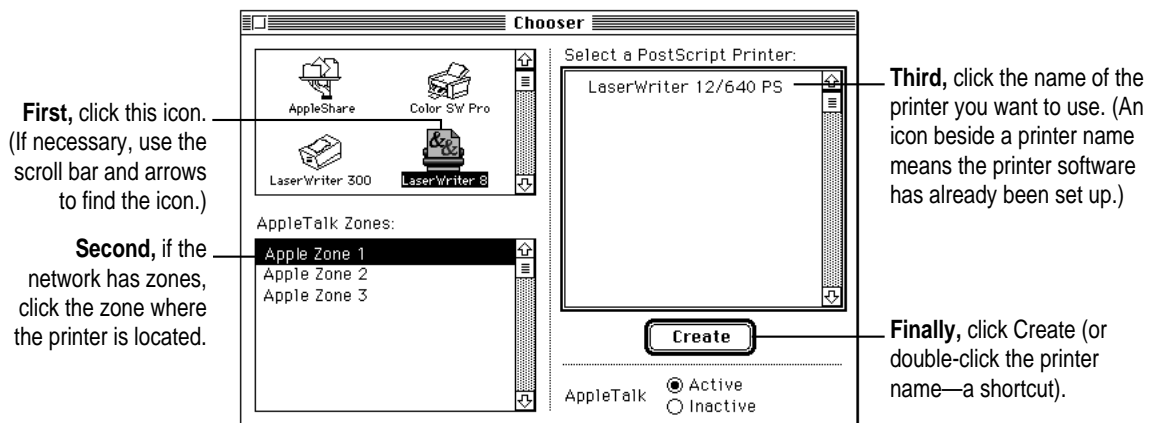 Chooser
First, click this icon.
(If necessary, use the
scroll bar and arrows
to find the icon.)
Second, if the
network has zones,
click the zone where
the printer is located.
AppleShare
Color SW Pro
LaserWriter 300
LaserWriter 8
&&
AppleTalk Zones:
Apple Zone 1
Apple Zone 2
Apple Zone 3
Select a PostScript Printer:
LaserWriter 12/640 PS
Create
AppleTalk
Active
Inactive
Third, click the name of the
printer you want to use. (An
icon beside a printer name
means the printer software
has already been set up.)
Finally, click Create (or
double-click the printer
name—a shortcut).